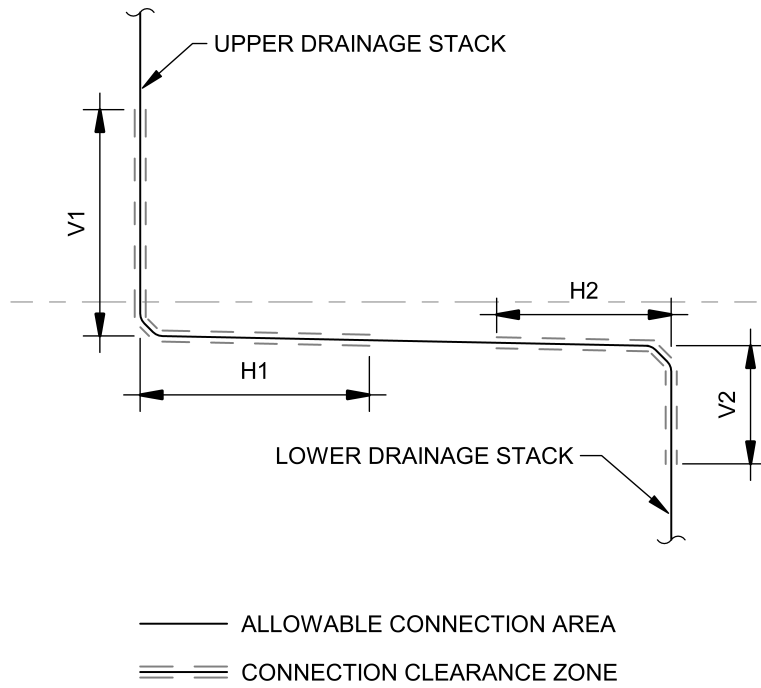 UPPER DRAINAGE STACK
V1
H2
H1
V2
LOWER DRAINAGE STACK
ALLOWABLE CONNECTION AREA
CONNECTION CLEARANCE ZONE